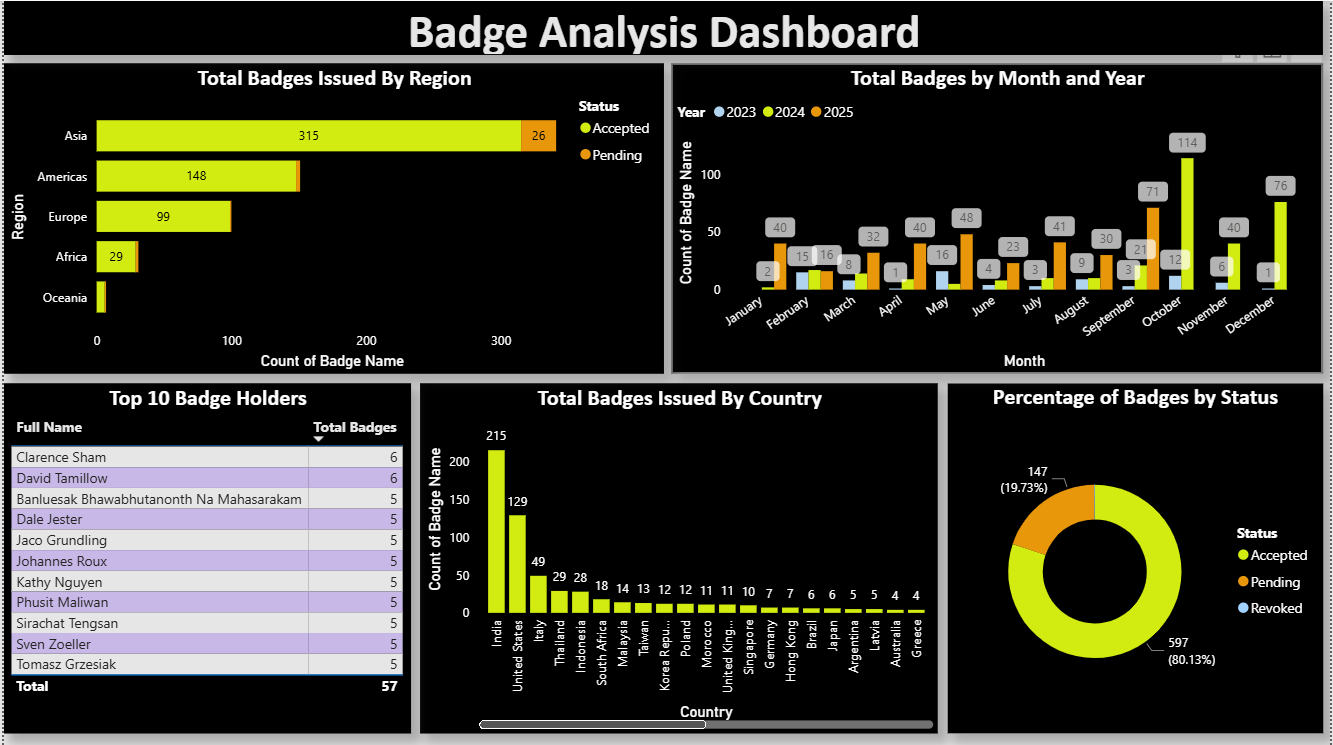 Badge Analysis Dashboard
Total Badges Issued By Region
Status
Accepted
Pending
Region
Asia
315
26
Americas
148
Europe
99
Africa
29
Oceania
0
100
200
300
Count of Badge Name
Total Badges by Month and Year
Year 2023 2024 2025
Count of Badge Name
100
50
0
2
40
15
16
8
32
1
40
16
48
4
23
3
41
9
30
3
21
71
12
114
6
40
1
76
January
February
March
April
May
June
July
August
September
October
November
December
Month
Top 10 Badge Holders
Full Name Total Badges
Clarence Sham 6
David Tamillow 6
Banluesak Bhawabhutanonth Na Mahasarakam 5
Dale Jester 5
Jaco Grundling 5
Johannes Roux 5
Kathy Nguyen 5
Phusit Maliwan 5
Sirachat Tengsan 5
Sven Zoeller 5
Tomasz Grzesiak 5
Total 57
Total Badges Issued By Country
Count of Badge Name
200
150
100
50
0
215
129
49
29
28
18
14
13
12
12
11
11
10
7
7
6
6
5
5
4
4
India
United States
Italy
Thailand
Indonesia
South Africa
Malaysia
Taiwan
Korea Repu...
Poland
Morocco
United King...
Singapore
Germany
Hong Kong
Brazil
Japan
Argentina
Latvia
Australia
Greece
Country
Percentage of Badges by Status
147
(19.73%)
597
(80.13%)
Status
Accepted
Pending
Revoked